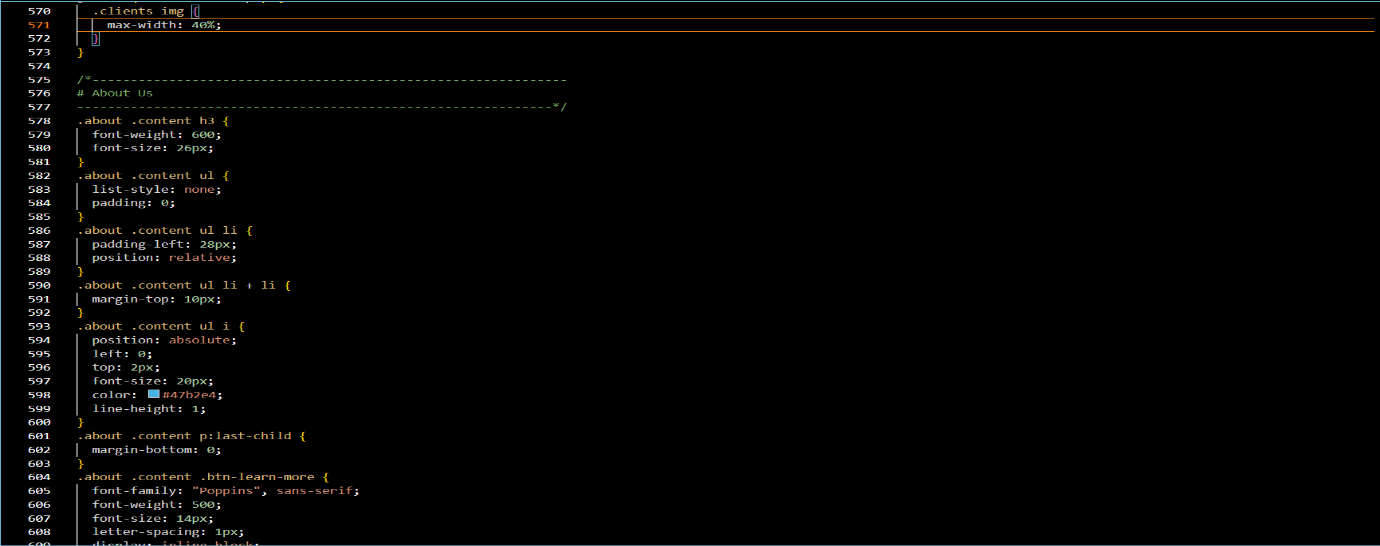 570 .clients img {
571 max-width: 40%;
572 }
573 }
574
575 /*--------------------------------------------------------------
576 # About Us
577 --------------------------------------------------------------*/
578 .about .content h3 {
579 font-weight: 600;
580 font-size: 26px;
581 }
582 .about .content ul {
583 list-style: none;
584 padding: 0;
585 }
586 .about .content ul li {
587 padding-left: 28px;
588 position: relative;
589 }
590 .about .content ul li + li {
591 margin-top: 10px;
592 }
593 .about .content ul i {
594 position: absolute;
595 left: 0;
596 top: 2px;
597 font-size: 20px;
598 color: #47b2e4;
599 line-height: 1;
600 }
601 .about .content p:last-child {
602 margin-bottom: 0;
603 }
604 .about .content .btn-learn-more {
605 font-family: "Poppins", sans-serif;
606 font-weight: 500;
607 font-size: 14px;
608 letter-spacing: 1px;
609 display: inline-block;